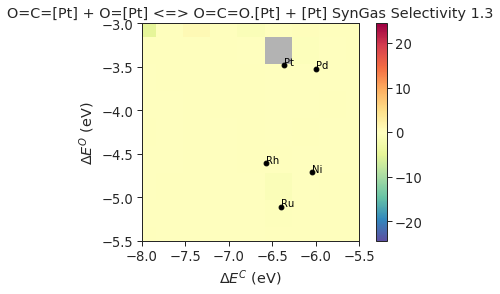 O=C=[Pt] + O=[Pt] <=> O=C=O.[Pt] + [Pt] SynGas Selectivity 1.3
−3.0
−3.5
−4.0
−4.5
−5.0
−5.5
ΔE^O (eV)
Pt
Pd
Rh
Ni
Ru
−8.0 −7.5 −7.0 −6.5 −6.0 −5.5
ΔE^C (eV)
20
10
0
−10
−20